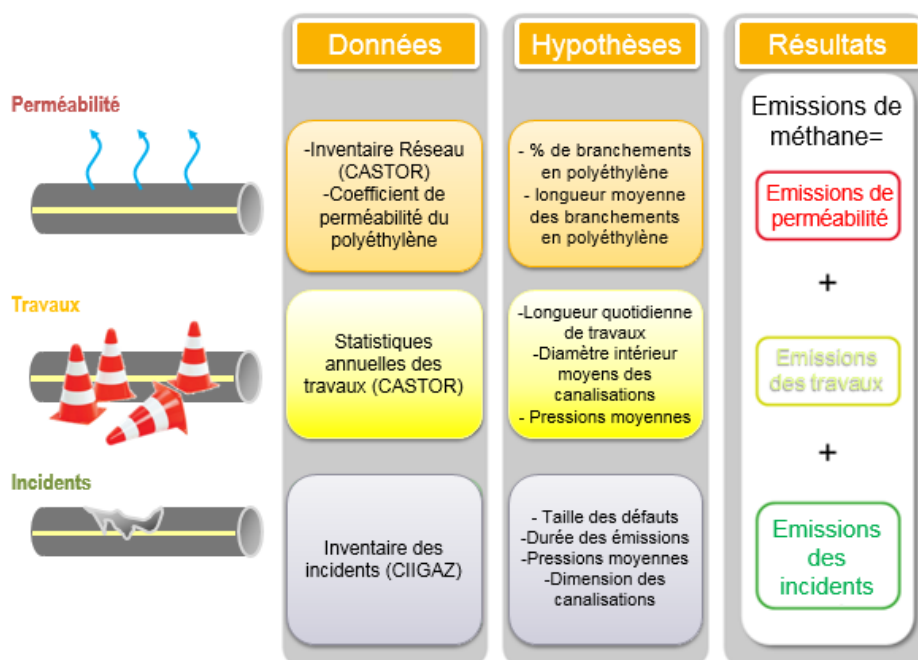 Données
Hypothèses
Résultats
Perméabilité
-Inventaire Réseau
(CASTOR)
-Coefficient de
perméabilité du
polyéthylène
- % de branchements
en polyéthylène
- longueur moyenne
des branchements
en polyéthylène
Emissions de
méthane=
Emissions de
perméabilité
+
Travaux
Statistiques
annuelles des
travaux (CASTOR)
-Longueur quotidienne
de travaux
-Diamètre intérieur
moyens des
canalisations
- Pressions moyennes
Emissions
des travaux
+
Incidents
Inventaire des
incidents (CIIGAZ)
- Taille des défauts
-Durée des émissions
-Pressions moyennes
-Dimension des
canalisations
Emissions
des
incidents